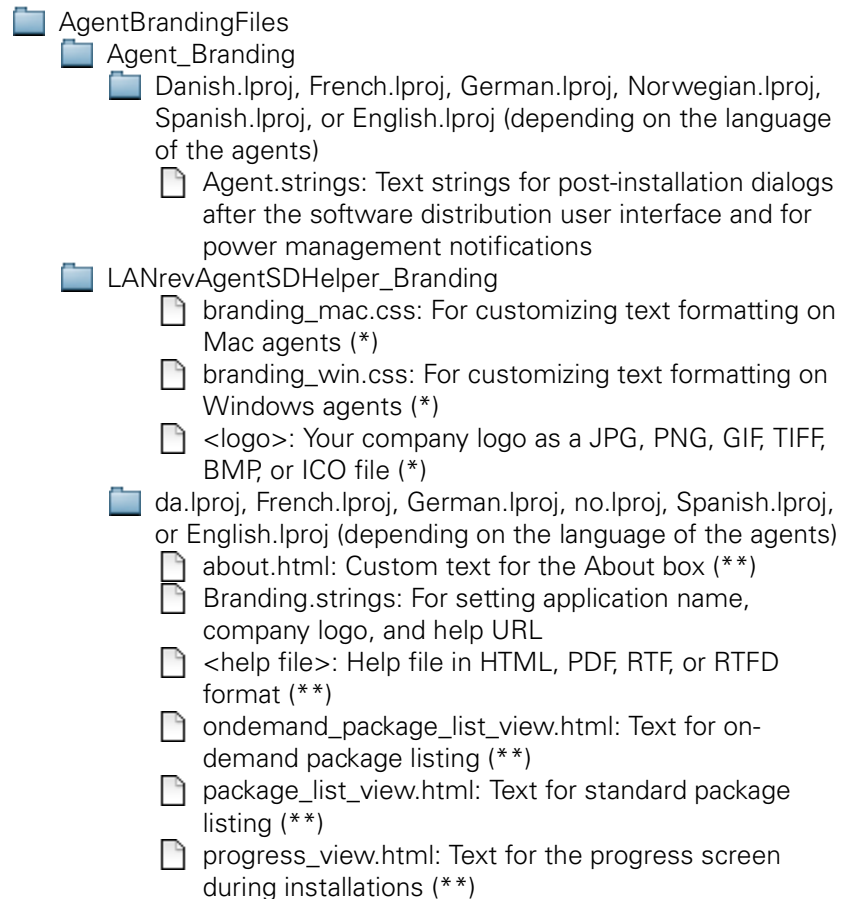 AgentBrandingFiles
Agent_Branding
Danish.lproj, French.lproj, German.lproj, Norwegian.lproj,
Spanish.lproj, or English.lproj (depending on the language
of the agents)
Agent.strings: Text strings for post-installation dialogs
after the software distribution user interface and for
power management notifications
LANrevAgentSDHelper_Branding
branding_mac.css: For customizing text formatting on
Mac agents (*)
branding_win.css: For customizing text formatting on
Windows agents (*)
<logo>: Your company logo as a JPG, PNG, GIF, TIFF,
BMP, or ICO file (*)
da.lproj, French.lproj, German.lproj, no.lproj, Spanish.lproj,
or English.lproj (depending on the language of the agents)
about.html: Custom text for the About box (**)
Branding.strings: For setting application name,
company logo, and help URL
<help file>: Help file in HTML, PDF, RTF, or RTFD
format (**)
ondemand_package_list_view.html: Text for on-
demand package listing (**)
package_list_view.html: Text for standard package
listing (**)
progress_view.html: Text for the progress screen
during installations (**)